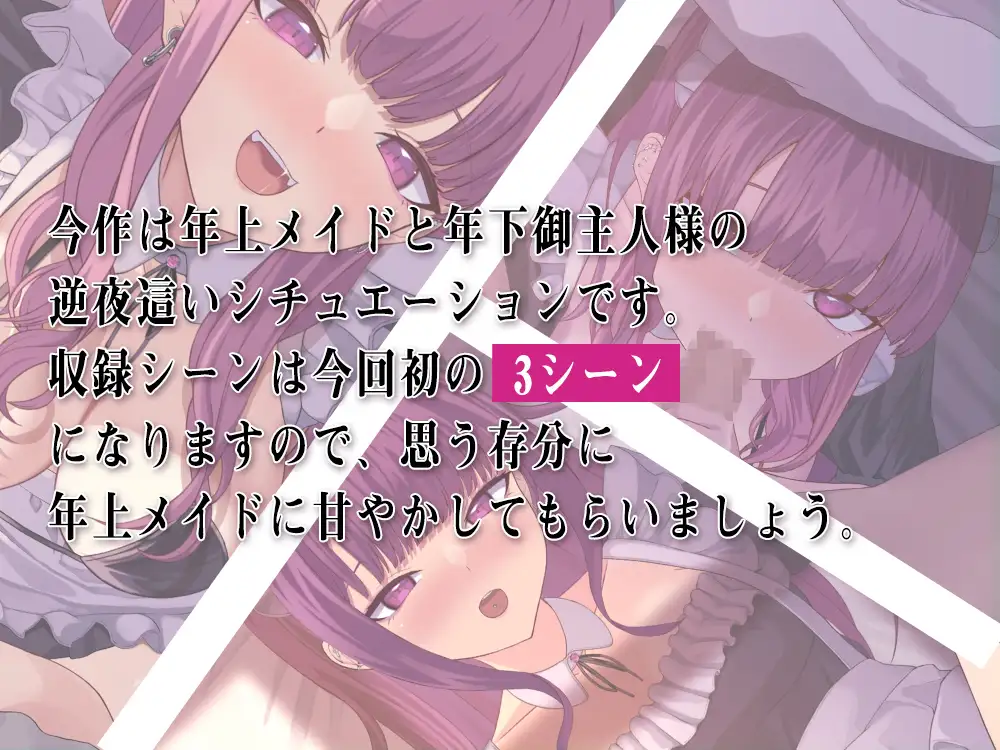 今作は年上メイドと年下御主人様の
逆夜這いシチュエーションです。
収録シーンは今回初の 3シーン
になりますので、思う存分に
年上メイドに甘やかしてもらいましょう。